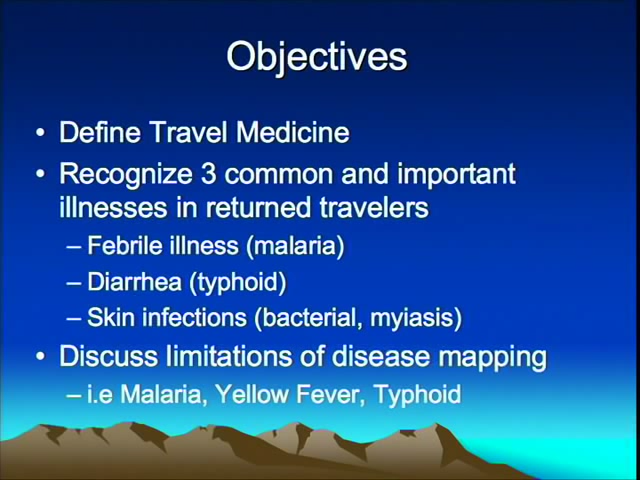 Objectives
• Define Travel Medicine
• Recognize 3 common and important
illnesses in returned travelers
– Febrile illness (malaria)
– Diarrhea (typhoid)
– Skin infections (bacterial, myiasis)
• Discuss limitations of disease mapping
– i.e Malaria, Yellow Fever, Typhoid